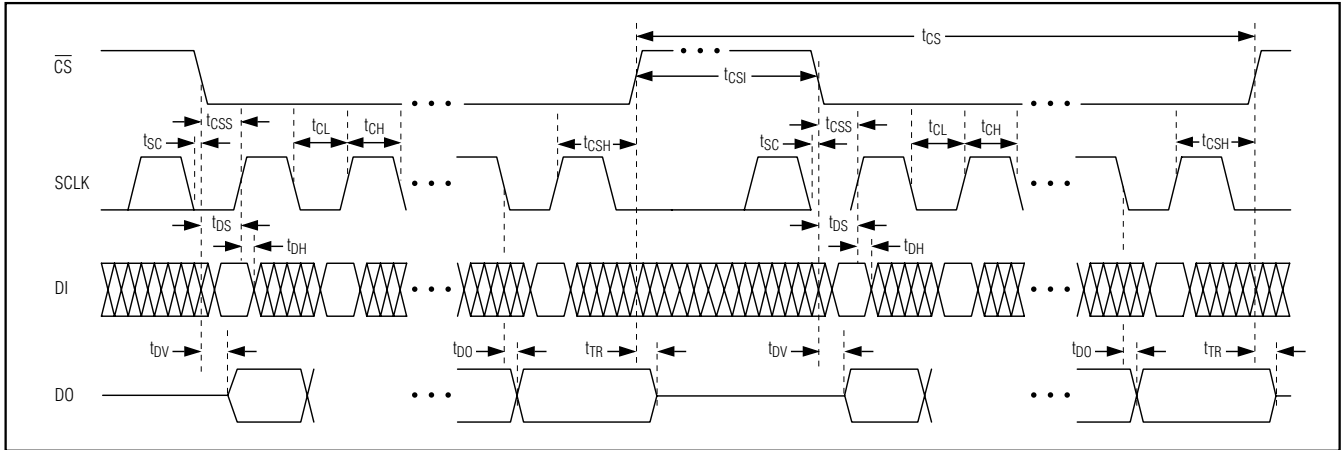 tCS
CS
tCSI
tCSS
tCL
tCH
tSC
tCSH
tCSS
tCL
tCH
tSC
tCSH
SCLK
tDS
tDH
tDS
tDH
DI
tDV
tDO
tTR
tDV
tDO
tTR
DO